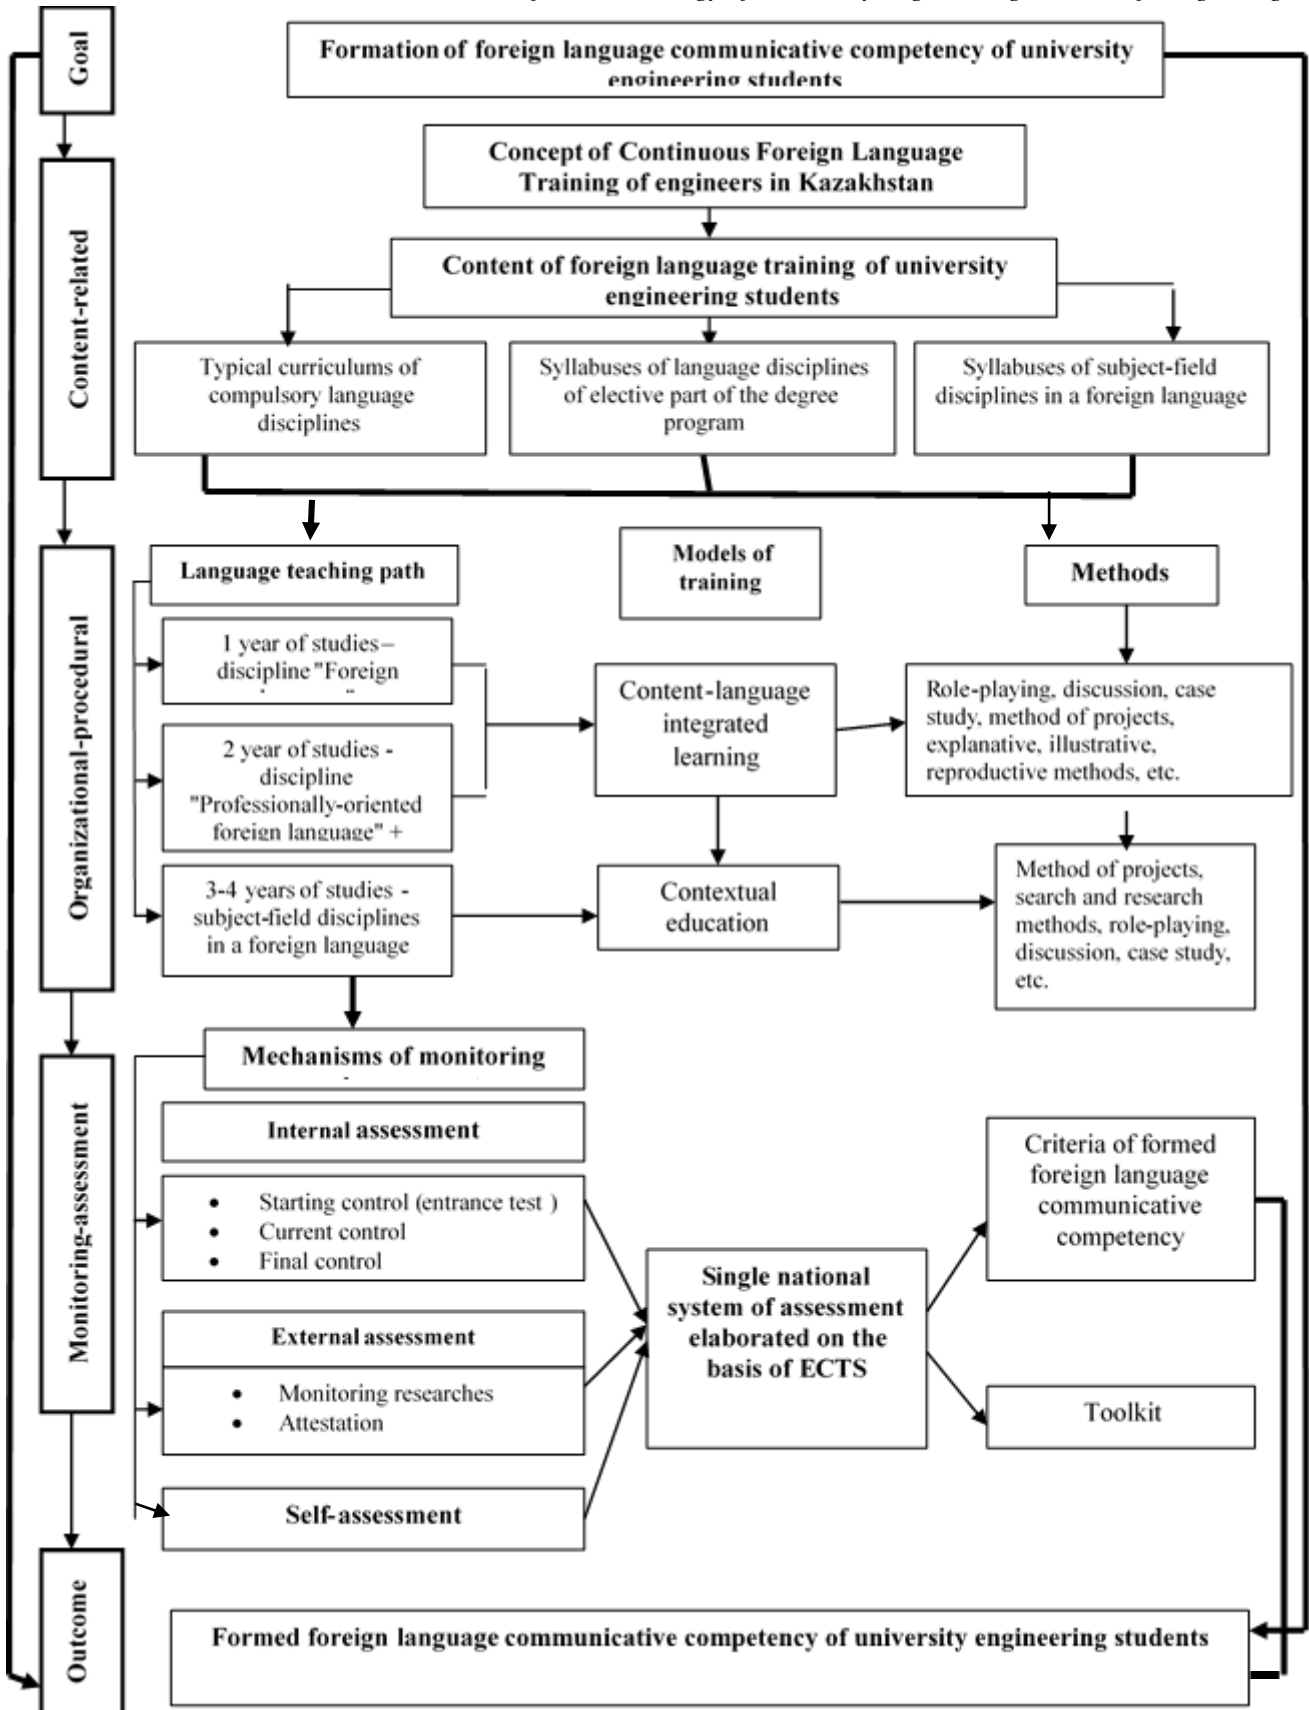 Goal
Formation of foreign language communicative competency of university
engineering students
Concept of Continuous Foreign Language
Training of engineers in Kazakhstan
Content-related
Content of foreign language training of university
engineering students
Typical curriculums of
compulsory language
disciplines
Syllabuses of language disciplines
of elective part of the degree
program
Syllabuses of subject-field
disciplines in a foreign language
Organizational-procedural
Language teaching path
Models of
training
Methods
1 year of studies–
discipline "Foreign
2 year of studies -
discipline
"Professionally-oriented
foreign language" +
3-4 years of studies -
subject-field disciplines
in a foreign language
Content-language
integrated
learning
Contextual
education
Role-playing, discussion, case
study, method of projects,
explanative, illustrative,
reproductive methods, etc.
Method of projects,
search and research
methods, role-playing,
discussion, case study,
etc.
Monitoring-assessment
Mechanisms of monitoring
Internal assessment
• Starting control (entrance test )
• Current control
• Final control
External assessment
• Monitoring researches
• Attestation
Self-assessment
Single national
system of assessment
elaborated on the
basis of ECTS
Criteria of formed
foreign language
communicative
competency
Toolkit
Outcome
Formed foreign language communicative competency of university engineering students